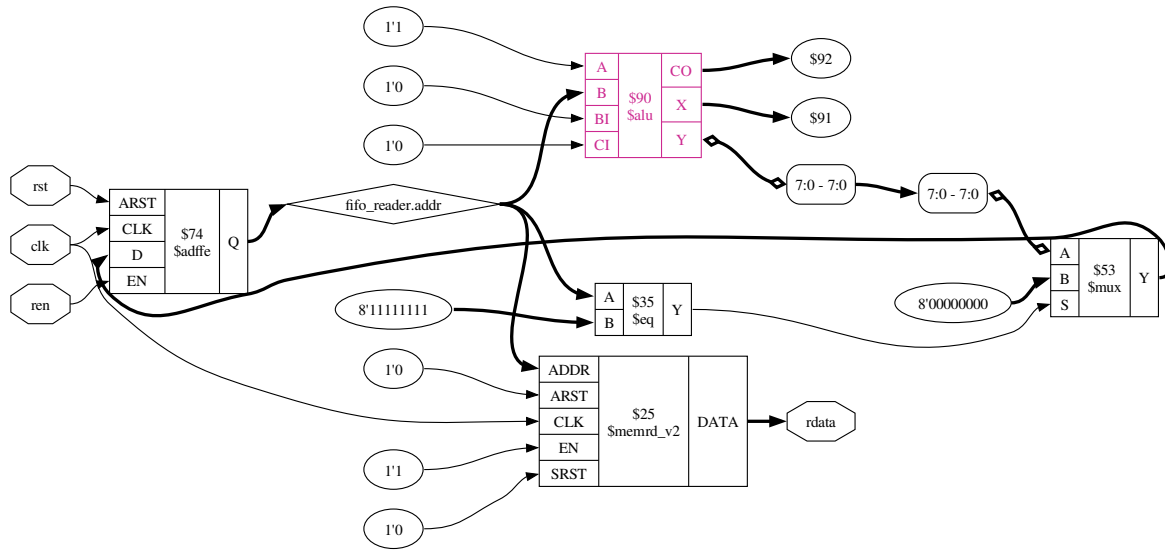 1'1
$92
A
B
BI
CI
$90
$alu
CO
X
Y
1'0
$91
1'0
rst
clk
ren
ARST
CLK
D
EN
$74
$adffe
Q
fifo_reader.addr
7:0 - 7:0
7:0 - 7:0
8'11111111
A
B
$35
$eq
Y
8'00000000
A
B
S
$53
$mux
Y
1'0
ADDR
ARST
CLK
EN
SRST
$25
$memrd_v2
DATA
rdata
1'1
1'0